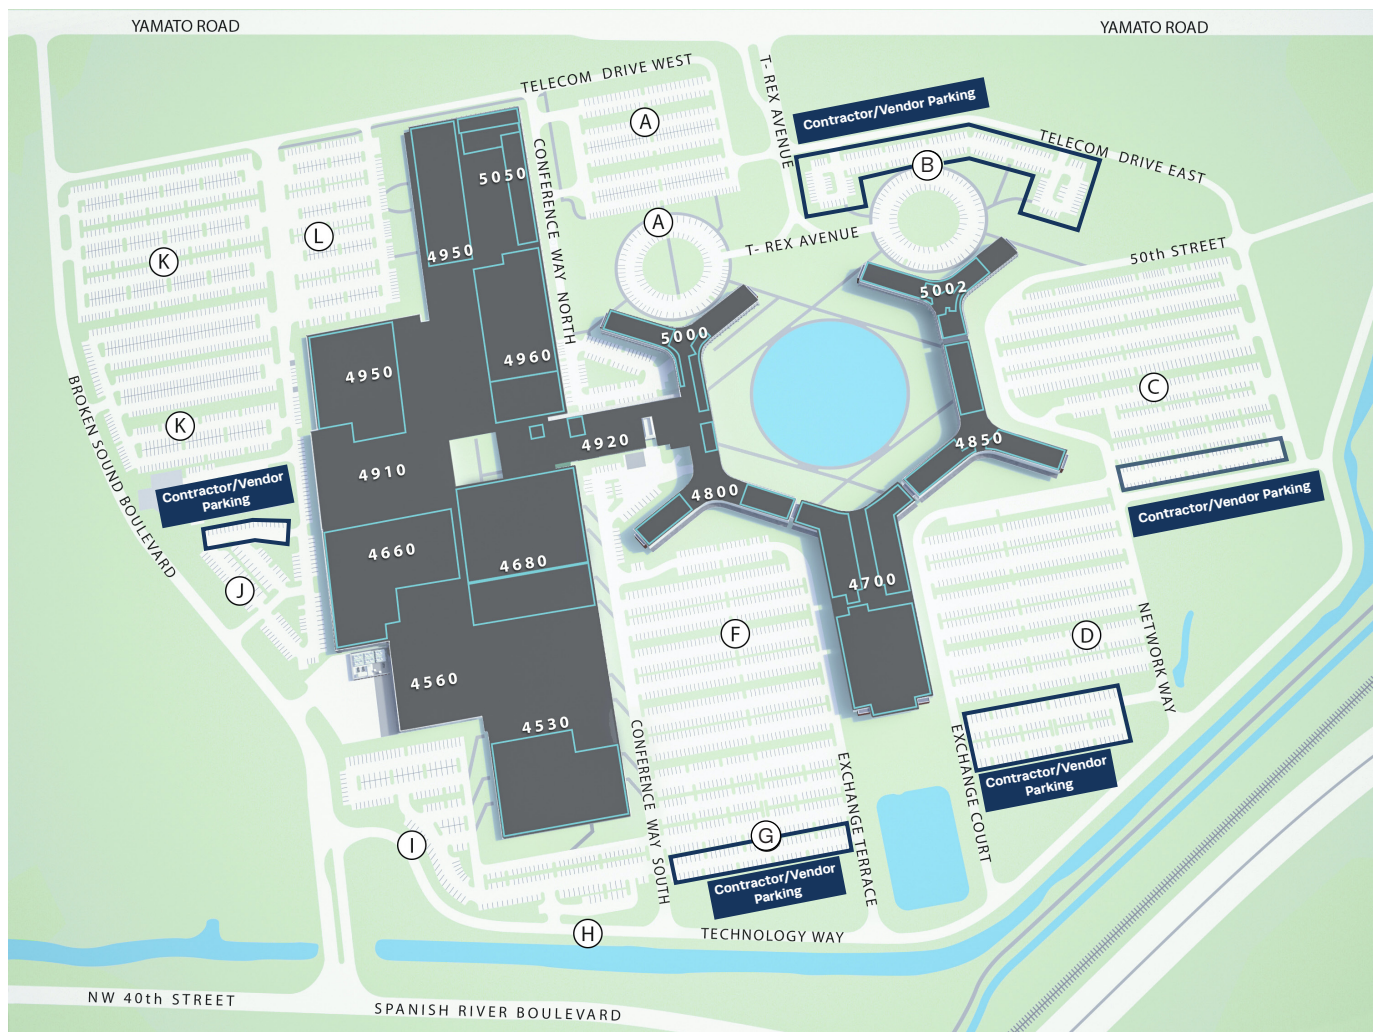 YAMATO ROAD
YAMATO ROAD
TELECOM DRIVE WEST
T- REX AVENUE
Contractor/Vendor Parking
A
TELECOM DRIVE EAST
B
CONFERENCE WAY NORTH
5050
4950
A
T- REX AVENUE
L
K
50th STREET
5002
5000
4960
4950
C
K
BROKEN SOUND BOULEVARD
4920
4850
4910
4800
Contractor/Vendor
Parking
Contractor/Vendor Parking
4660
4680
4700
J
F
D
NETWORK WAY
4560
4530
CONFERENCE WAY SOUTH
EXCHANGE TERRACE
EXCHANGE COURT
Contractor/Vendor
Parking
I
G
Contractor/Vendor
Parking
H
TECHNOLOGY WAY
NW 40th STREET
SPANISH RIVER BOULEVARD